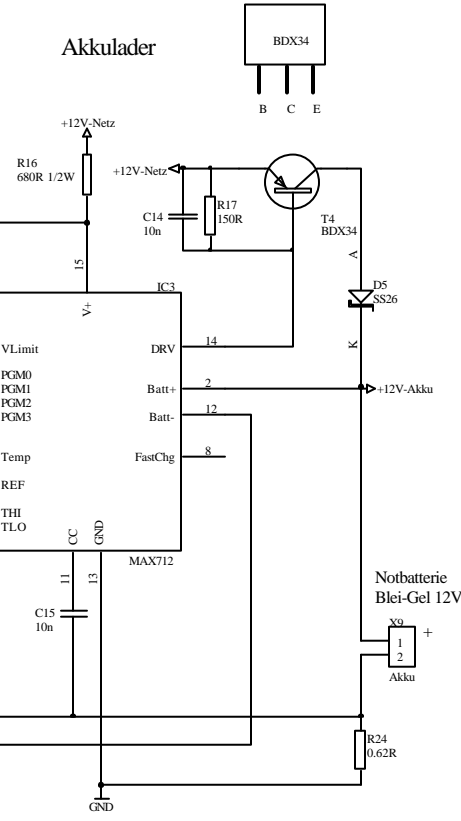 Akkulader
BDX34
B C E
+12V-Netz
R16
680R 1/2W
+12V-Netz
C14
10n
R17
150R
T4
BDX34
15
V+
IC3
A
D5
SS26
K
VLimit
DRV
14
PGM0
PGM1
PGM2
PGM3
Batt+
2
+12V-Akku
Batt-
12
Temp
FastChg
8
REF
THI
TLO
CC
GND
MAX712
11
13
C15
10n
Notbatterie
Blei-Gel 12V
X9
+
1
2
Akku
R24
0.62R
GND